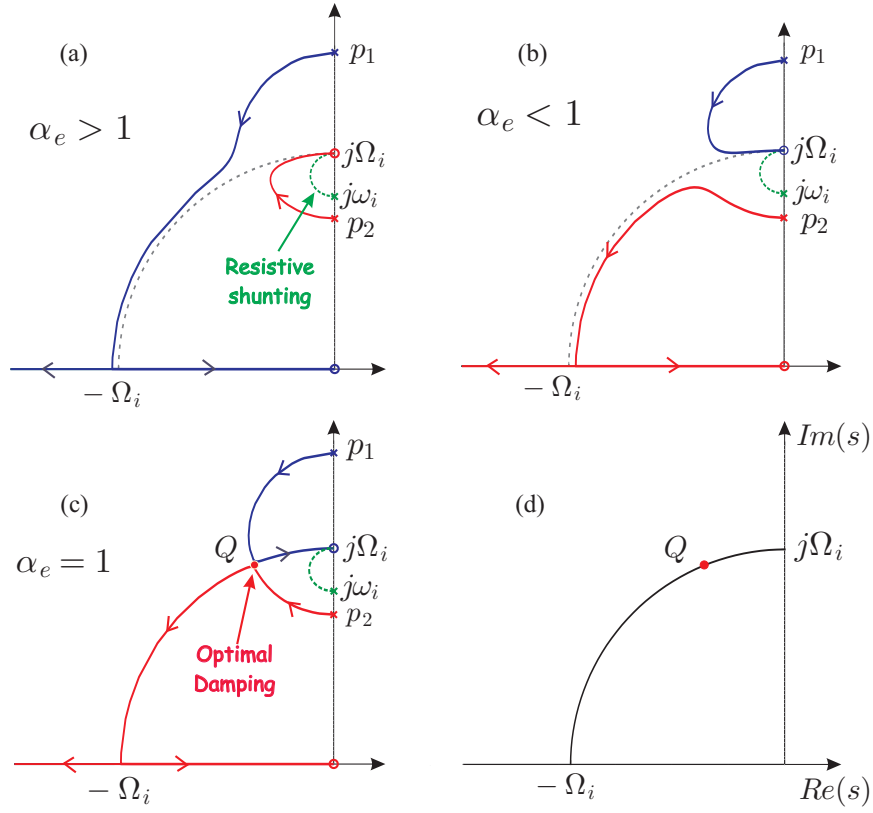 (a)
p₁
αₑ > 1
jΩᵢ
jωᵢ
p₂
Resistive
shunting
− Ωᵢ
(b)
p₁
αₑ < 1
jΩᵢ
jωᵢ
p₂
− Ωᵢ
(c)
p₁
αₑ = 1
Q
jΩᵢ
jωᵢ
p₂
Optimal
Damping
− Ωᵢ
Im(s)
(d)
Q
jΩᵢ
− Ωᵢ
Re(s)